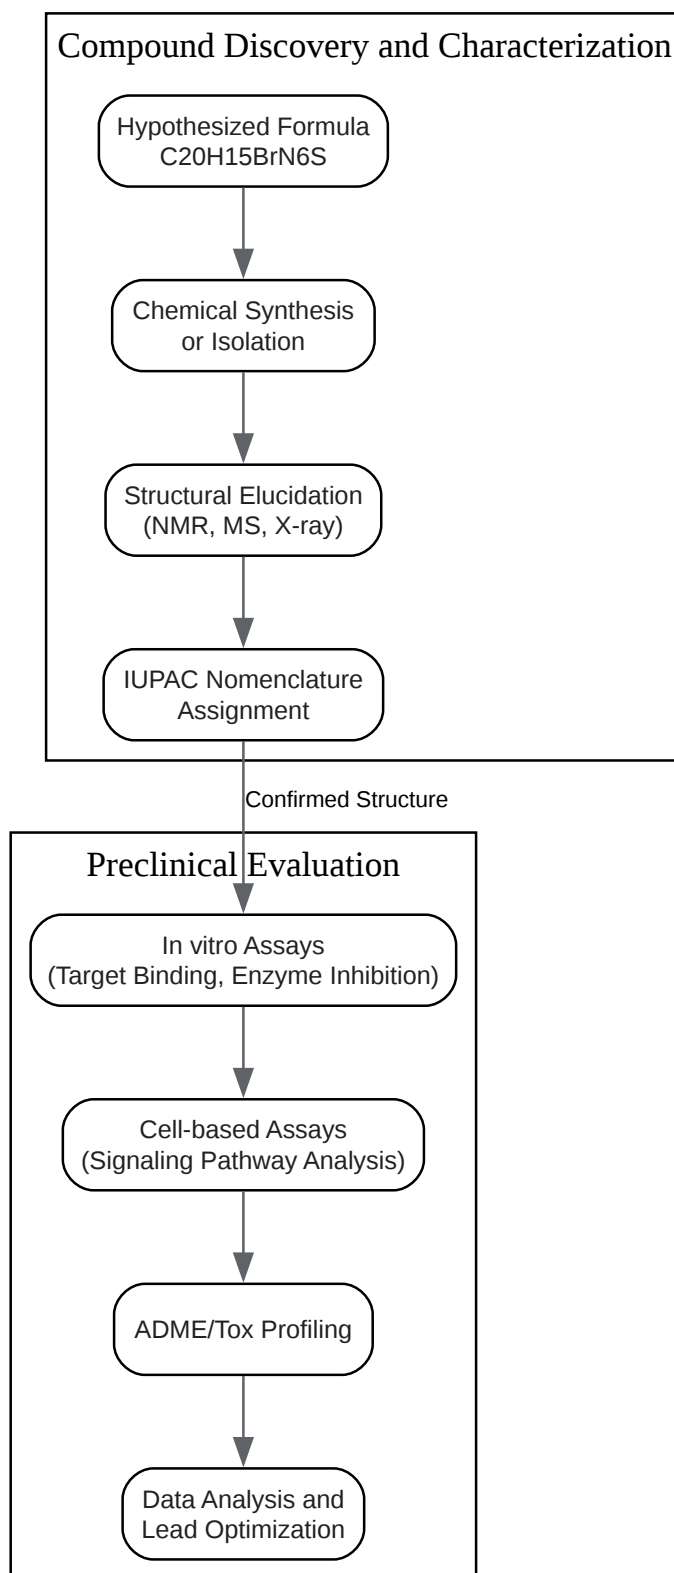 Compound Discovery and Characterization
Hypothesized Formula
C20H15BrN6S
Chemical Synthesis
or Isolation
Structural Elucidation
(NMR, MS, X-ray)
IUPAC Nomenclature
Assignment
Confirmed Structure
Preclinical Evaluation
In vitro Assays
(Target Binding, Enzyme Inhibition)
Cell-based Assays
(Signaling Pathway Analysis)
ADME/Tox Profiling
Data Analysis and
Lead Optimization